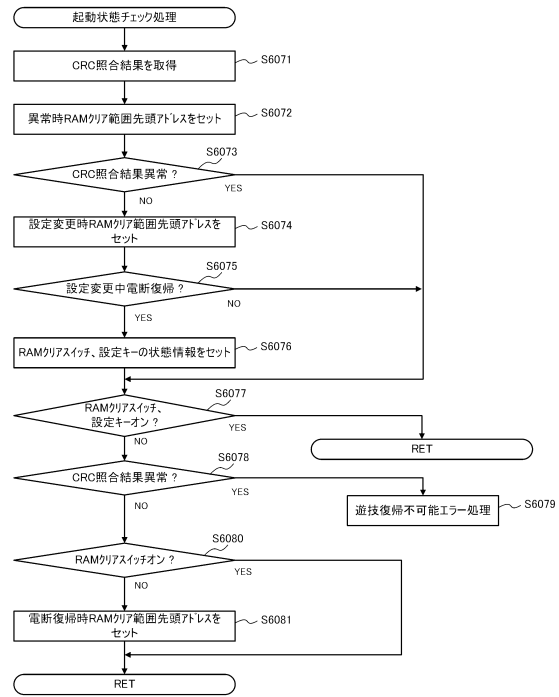 起動状態チェック処理
CRC照合結果を取得
S6071
異常時RAMクリア範囲先頭アドレスをセット
S6072
CRC照合結果異常？
S6073
YES
NO
設定変更時RAMクリア範囲先頭アドレスを
セット
S6074
設定変更中電断復帰？
S6075
NO
YES
RAMクリアスイッチ、設定キーの状態情報をセット
S6076
RAMクリアスイッチ、
設定キーオン？
S6077
YES
NO
RET
CRC照合結果異常？
S6078
YES
NO
遊技復帰不可能エラー処理
S6079
RAMクリアスイッチオン？
S6080
YES
NO
電断復帰時RAMクリア範囲先頭アドレスを
セット
S6081
RET